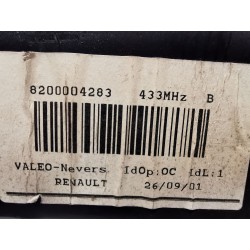 8200004283 433MHz B
VALEO-Nevers IdOp:OC IdL:1
RENAULT 26/09/01